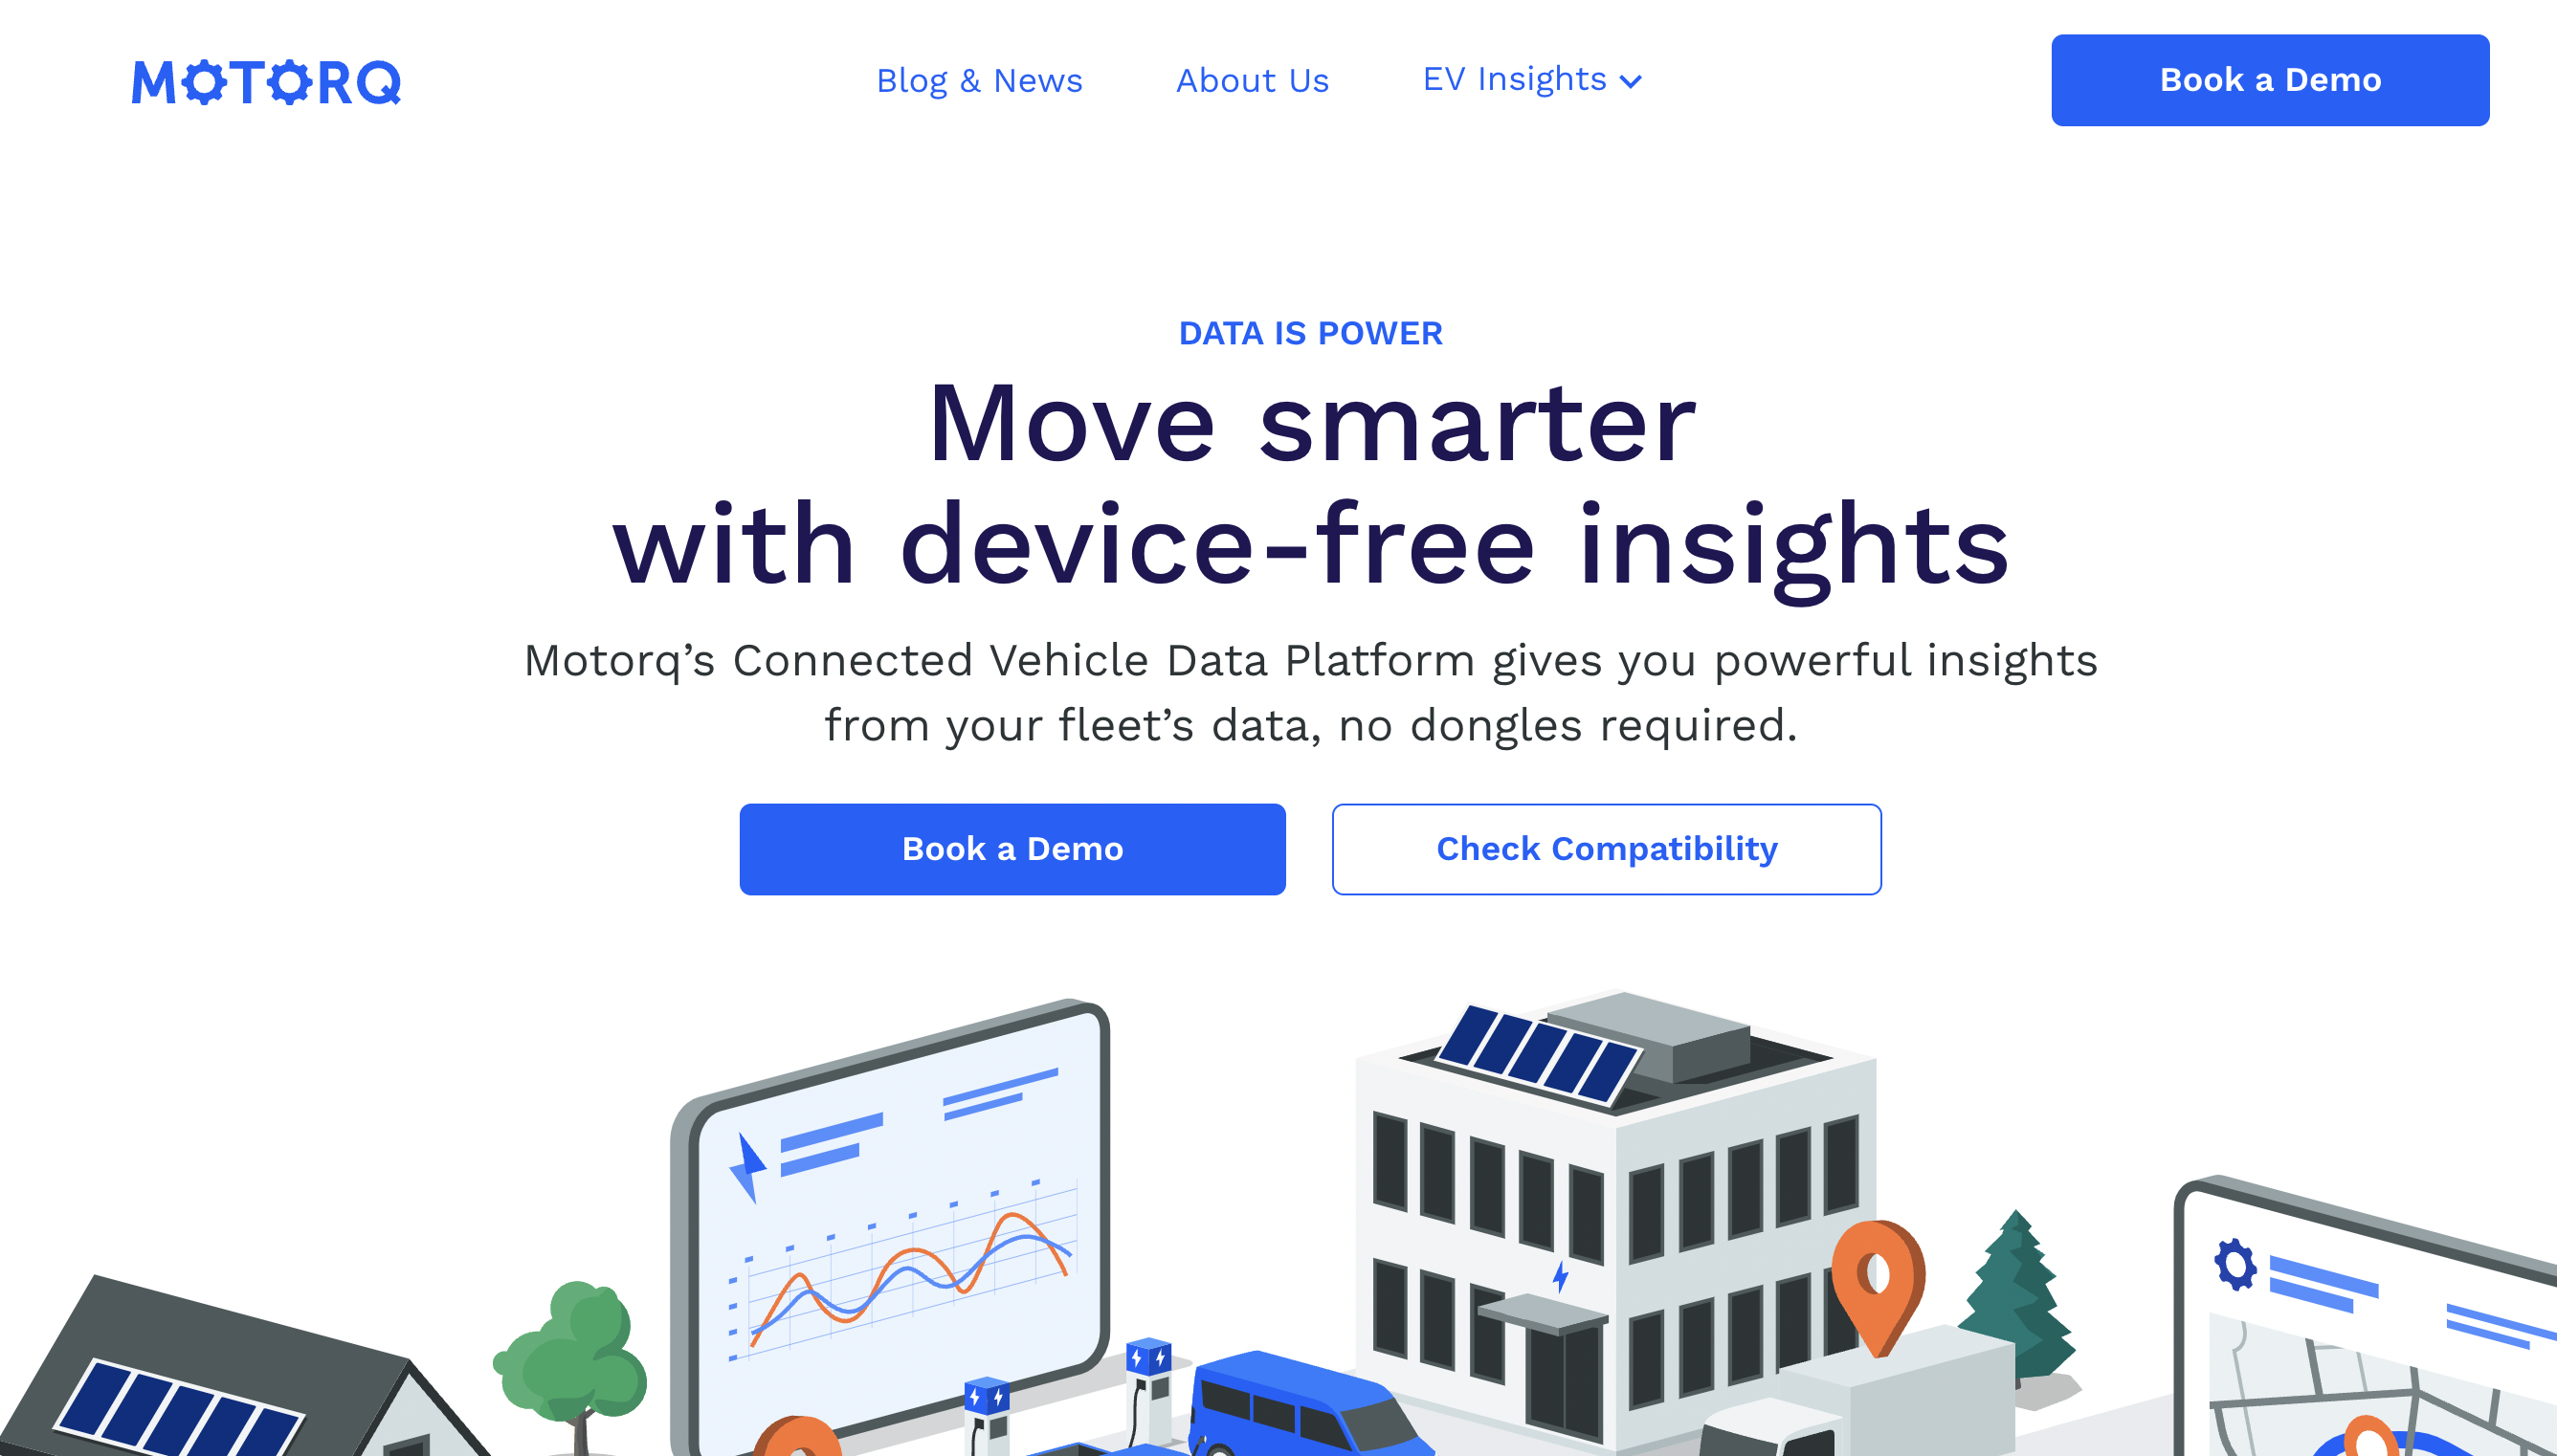 MOTORQ
Blog & News
About Us
EV Insights
Book a Demo
DATA IS POWER
Move smarter
with device-free insights
Motorq’s Connected Vehicle Data Platform gives you powerful insights
from your fleet’s data, no dongles required.
Book a Demo
Check Compatibility